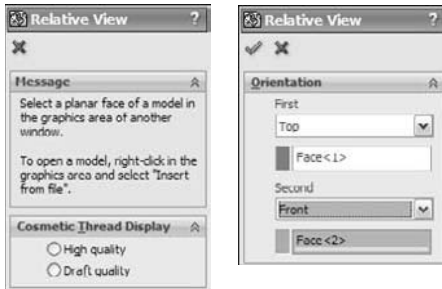 Relative View ?
Message
Select a planar face of a model in
the graphics area of another
window.
To open a model, right-click in the
graphics area and select "Insert
from file".
Cosmetic Thread Display
High quality
Draft quality
Relative View ?
Orientation
First
Top
Face<1>
Second
Front
Face<2>